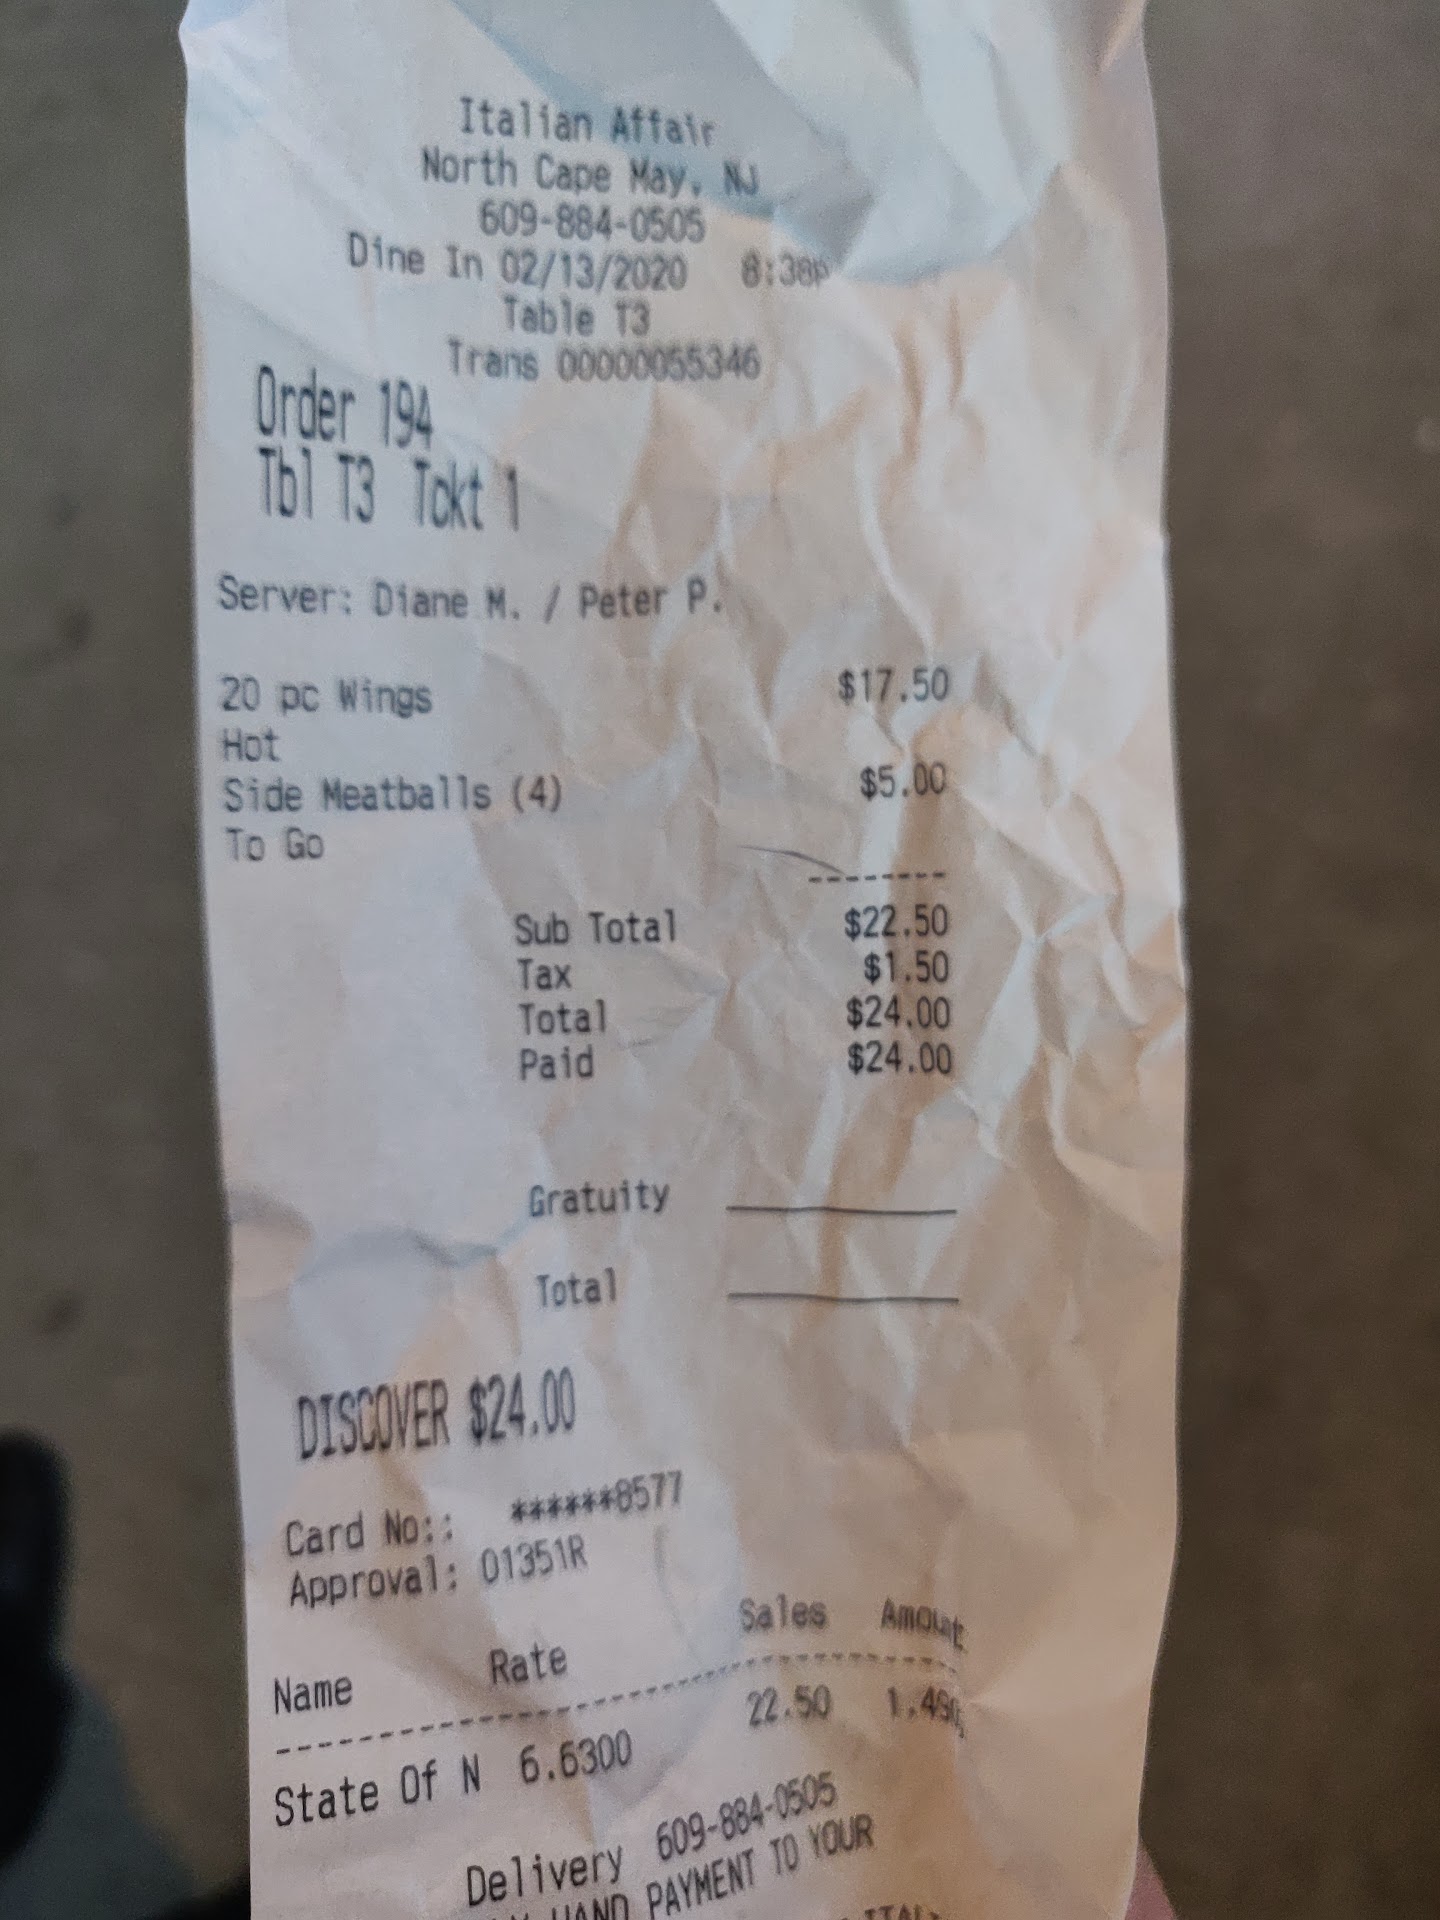 Italian Affair
North Cape May, NJ
609-884-0505
Dine In 02/13/2020 8:38p
Table T3
Trans 00000055346
Order 194
Tbl T3 Tckt 1
Server: Diane M. / Peter P.
20 pc Wings $17.50
Hot
Side Meatballs (4) $5.00
To Go
--------
Sub Total $22.50
Tax $1.50
Total $24.00
Paid $24.00
Gratuity
Total
DISCOVER $24.00
Card No:: ******8577
Approval: 01351R
Name Rate Sales Amount
State Of N 6.6300 22.50
Delivery 609-884-0505
HAND PAYMENT TO YOUR